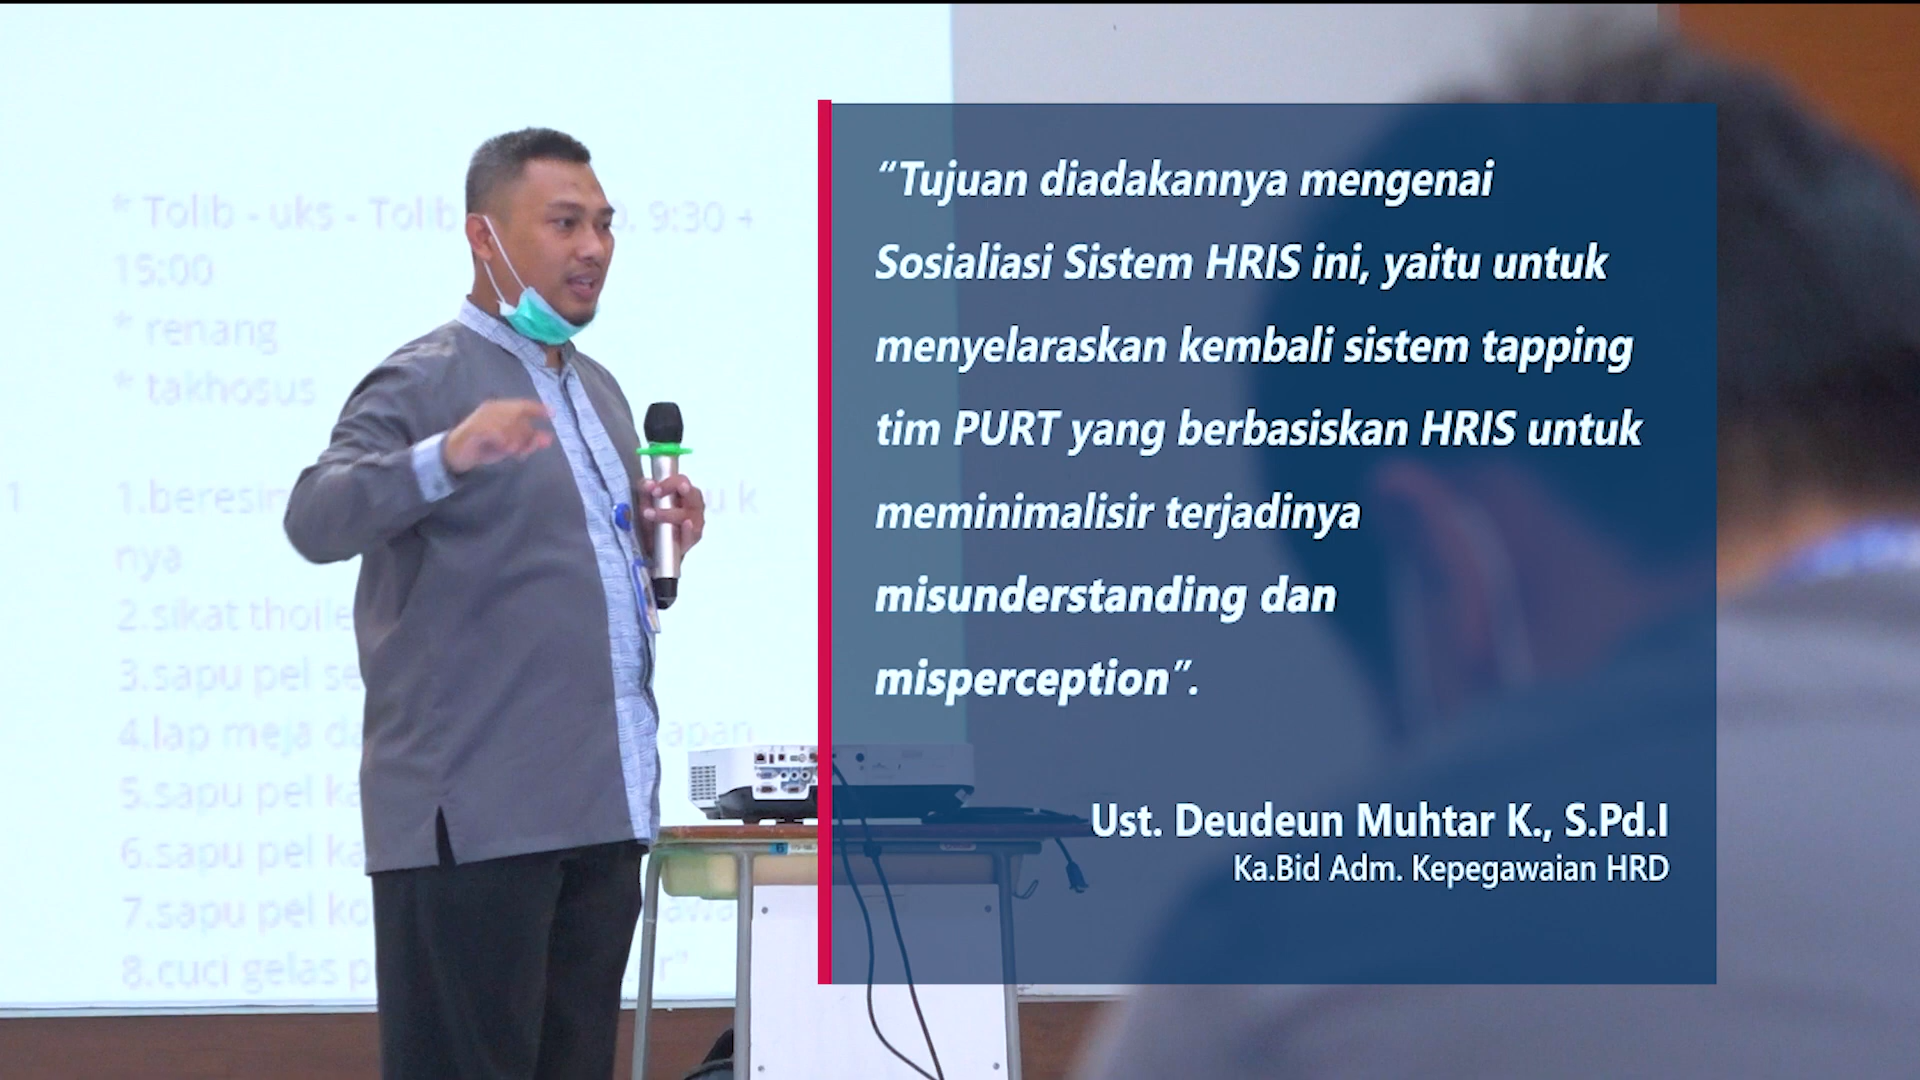 * Tolib - uks - Tolib 9:30 +
15:00
* renang
* takhosus
1
nya
2.sikat
3.sapu pel
4.lap meja
5.sapu pel
6.sapu pel
7.sapu pel
8.cuci gelas
“Tujuan diadakannya mengenai
Sosialiasi Sistem HRIS ini, yaitu untuk
menyelaraskan kembali sistem tapping
tim PURT yang berbasiskan HRIS untuk
meminimalisir terjadinya
misunderstanding dan
misperception”.
Ust. Deudeun Muhtar K., S.Pd.I
Ka.Bid Adm. Kepegawaian HRD